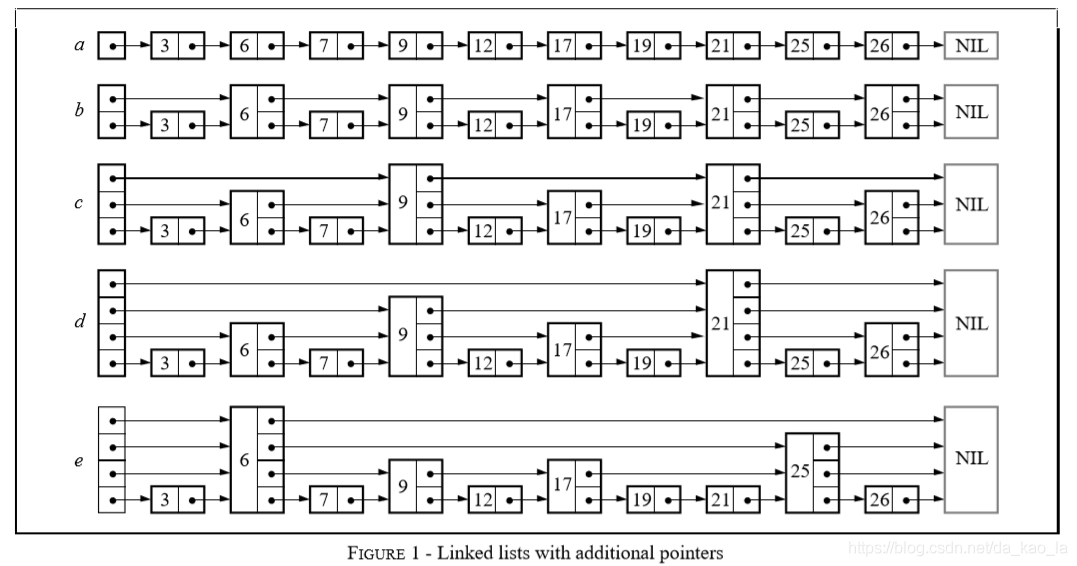 a 3 6 7 9 12 17 19 21 25 26 NIL
b 3 6 7 9 12 17 19 21 25 26 NIL
c 3 6 7 9 12 17 19 21 25 26 NIL
d 3 6 7 9 12 17 19 21 25 26 NIL
e 3 6 7 9 12 17 19 21 25 26 NIL
FIGURE 1 - Linked lists with additional pointers
https://blog.csdn.net/da_kao_la